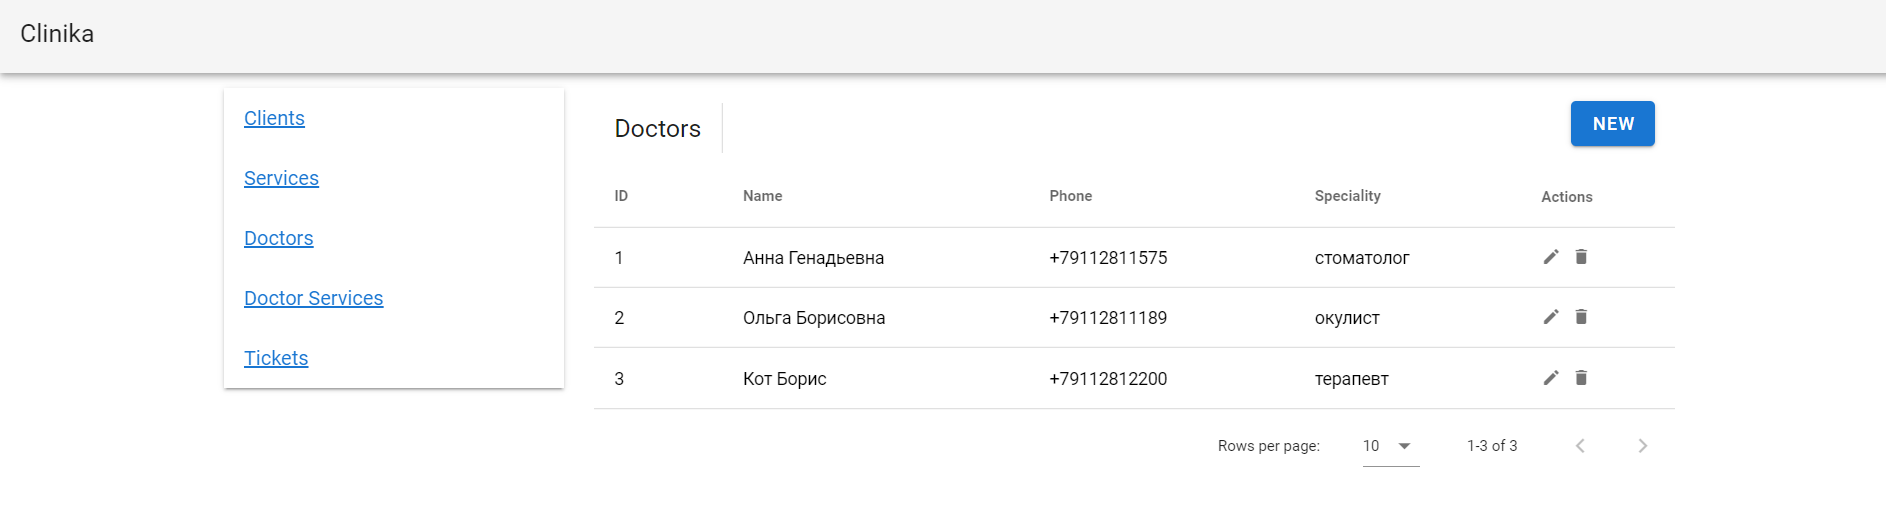 Clinika
Clients
Services
Doctors
Doctor Services
Tickets
Doctors
NEW
ID Name Phone Speciality Actions
1 Анна Генадьевна +79112811575 стоматолог
2 Ольга Борисовна +79112811189 окулист
3 Кот Борис +79112812200 терапевт
Rows per page: 10 1-3 of 3